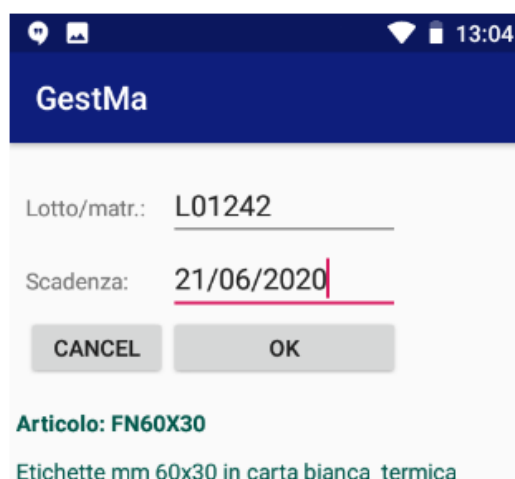 13:04
GestMa
Lotto/matr.: L01242
Scadenza: 21/06/2020
CANCEL OK
Articolo: FN60X30
Etichette mm 60x30 in carta bianca termica